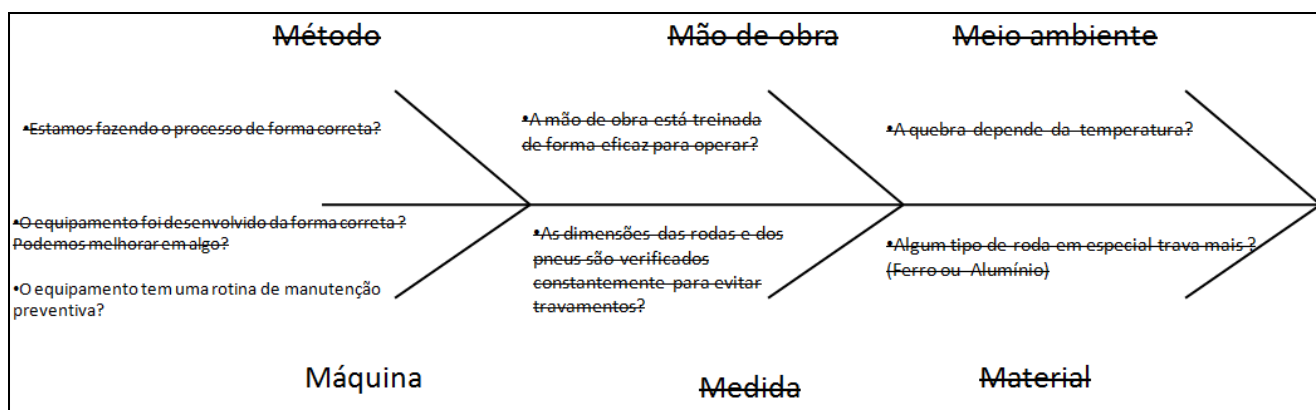 Método
Mão de obra
Meio ambiente
•Estamos fazendo o processo de forma correta?
•A mão de obra está treinada
de forma eficaz para operar?
•A quebra depende da temperatura?
•O equipamento foi desenvolvido da forma correta ?
Podemos melhorar em algo?
•O equipamento tem uma rotina de manutenção
preventiva?
•As dimensões das rodas e dos
pneus são verificados
constantemente para evitar
travamentos?
•Algum tipo de roda em especial trava mais ?
(Ferro ou Alumínio)
Máquina
Medida
Material